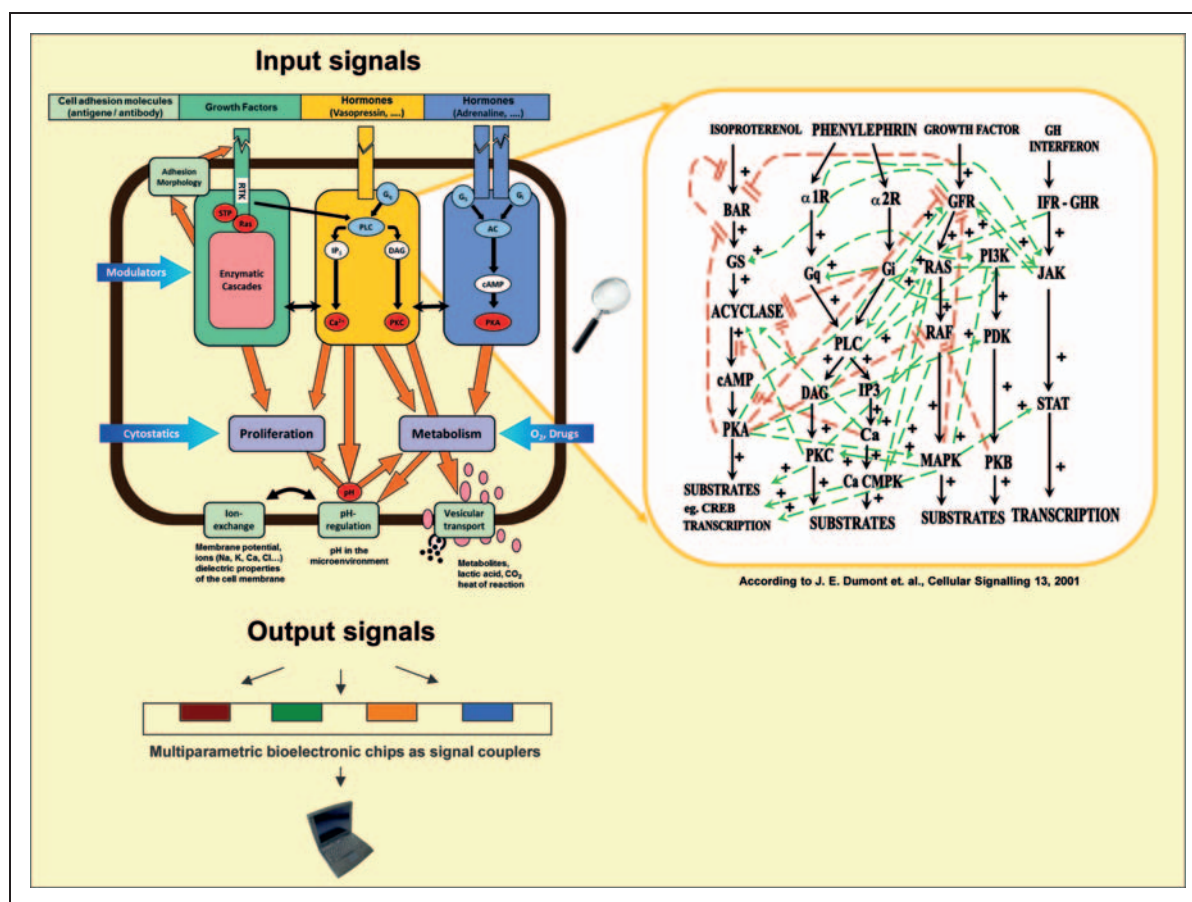 Input signals
Cell adhesion molecules
(antigene / antibody)
Growth Factors
Hormones
(Vasopressin, ....)
Hormones
(Adrenaline, ....)
Adhesion
Morphology
RTK
STP
Ras
Enzymatic
Cascades
PLC
IP3
DAG
Ca2+
PKC
AC
cAMP
PKA
Modulators
Cytostatics
Proliferation
Metabolism
O2, Drugs
pH
Ion-
exchange
pH-
regulation
Vesicular
transport
Membrane potential,
ions (Na, K, Ca, Cl...)
dielectric properties
of the cell membrane
pH in the
microenvironment
Metabolites,
lactic acid, CO2
heat of reaction
ISOPROTERENOL
PHENYLEPHRIN
GROWTH FACTOR
GH
INTERFERON
BAR
α1R
α2R
GFR
IFR - GHR
GS
Gq
Gi
RAS
PI3K
JAK
ACYCLASE
PLC
RAF
PDK
cAMP
DAG
IP3
STAT
PKA
Ca
PKC
Ca CMPK
MAPK
PKB
SUBSTRATES
eg. CREB
TRANSCRIPTION
SUBSTRATES
SUBSTRATES
TRANSCRIPTION
According to J. E. Dumont et. al., Cellular Signalling 13, 2001
Output signals
Multiparametric bioelectronic chips as signal couplers